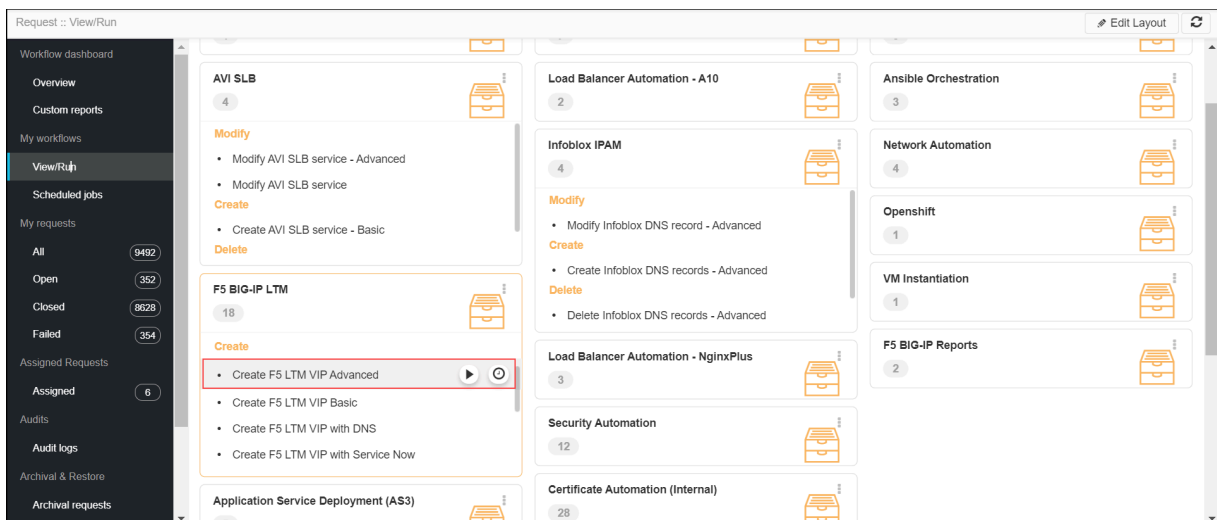 Request :: View/Run
Edit Layout
Workflow dashboard
Overview
Custom reports
My workflows
View/Run
Scheduled jobs
My requests
All 9492
Open 352
Closed 8628
Failed 354
Assigned Requests
Assigned 6
Audits
Audit logs
Archival & Restore
Archival requests
AVI SLB
4
Modify
• Modify AVI SLB service - Advanced
• Modify AVI SLB service
Create
• Create AVI SLB service - Basic
Delete
F5 BIG-IP LTM
18
Create
• Create F5 LTM VIP Advanced
• Create F5 LTM VIP Basic
• Create F5 LTM VIP with DNS
• Create F5 LTM VIP with Service Now
Application Service Deployment (AS3)
Load Balancer Automation - A10
2
Infoblox IPAM
4
Modify
• Modify Infoblox DNS record - Advanced
Create
• Create Infoblox DNS records - Advanced
Delete
• Delete Infoblox DNS records - Advanced
Load Balancer Automation - NginxPlus
3
Security Automation
12
Certificate Automation (Internal)
28
Ansible Orchestration
3
Network Automation
4
Openshift
1
VM Instantiation
1
F5 BIG-IP Reports
2